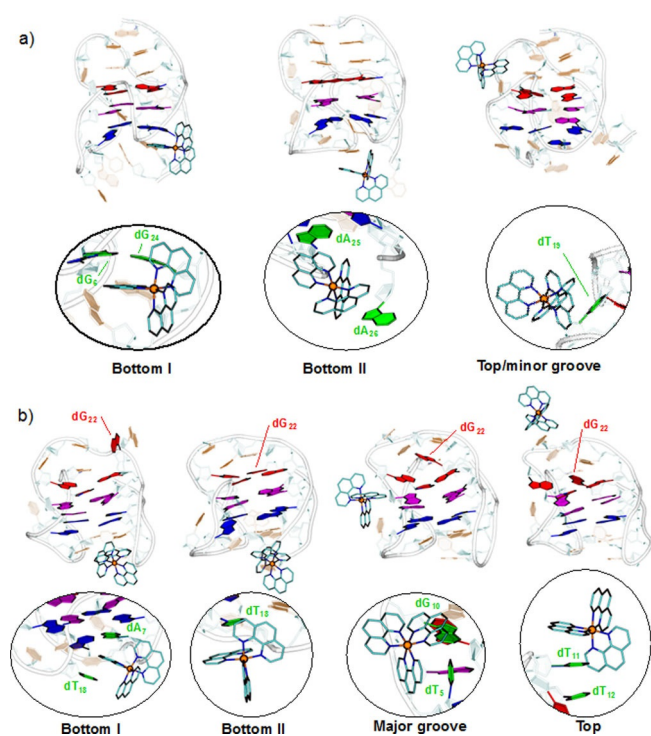 a)
dG24
dG6
dA25
dA26
dT19
Bottom I
Bottom II
Top/minor groove
b)
dG22
dG22
dG22
dG22
dA7
dT18
dT18
dG10
dT5
dT11
dT12
Bottom I
Bottom II
Major groove
Top